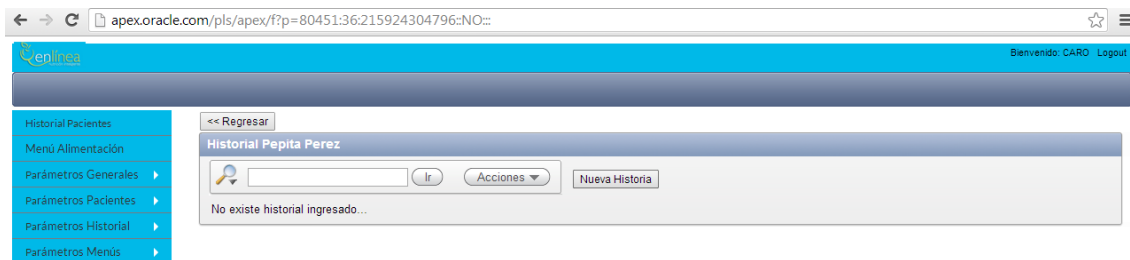 apex.oracle.com/pls/apex/f?p=80451:36:215924304796::NO:::
enlínea
Bienvenido: CARO Logout
Historial Pacientes
Menú Alimentación
Parámetros Generales
Parámetros Pacientes
Parámetros Historial
Parámetros Menús
<< Regresar
Historial Pepita Perez
Ir
Acciones
Nueva Historia
No existe historial ingresado...